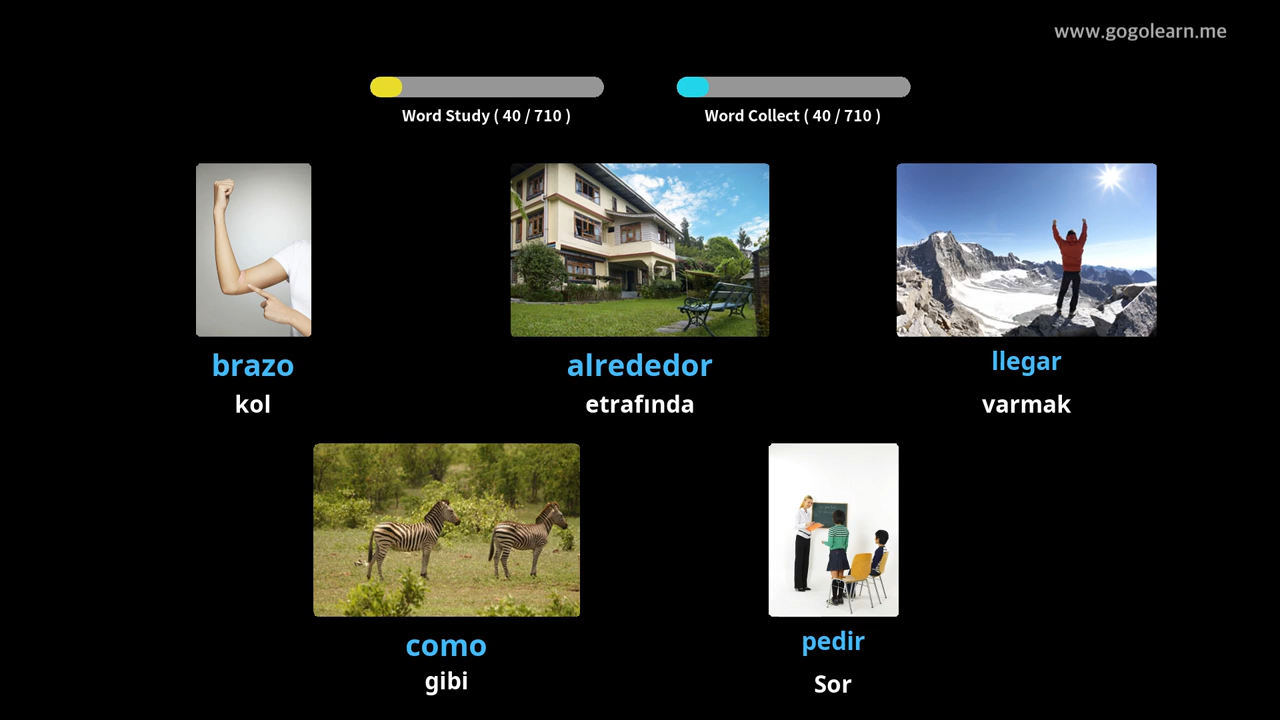 www.gogolearn.me
Word Study ( 40 / 710 )
Word Collect ( 40 / 710 )
brazo
kol
alrededor
etrafında
llegar
varmak
como
gibi
pedir
Sor